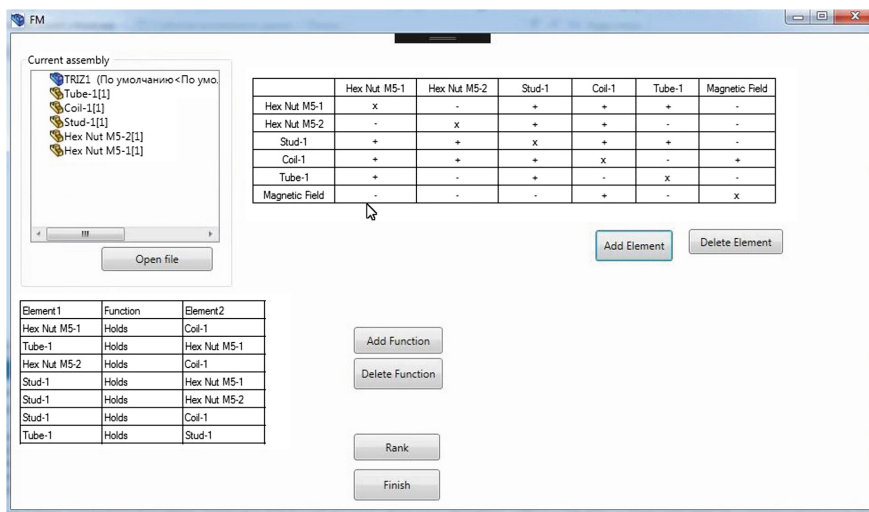 FM
Current assembly
TRIZ1 (По умолчанию<По умо.
Tube-1[1]
Coil-1[1]
Stud-1[1]
Hex Nut M5-2[1]
Hex Nut M5-1[1]
Open file
Hex Nut M5-1 Hex Nut M5-2 Stud-1 Coil-1 Tube-1 Magnetic Field
Hex Nut M5-1 x - + + + -
Hex Nut M5-2 - x + + - -
Stud-1 + + x + + -
Coil-1 + + + x - +
Tube-1 + - + - x -
Magnetic Field - - - + - x
Add Element Delete Element
Element1 Function Element2
Hex Nut M5-1 Holds Coil-1
Tube-1 Holds Hex Nut M5-1
Hex Nut M5-2 Holds Coil-1
Stud-1 Holds Hex Nut M5-1
Stud-1 Holds Hex Nut M5-2
Stud-1 Holds Coil-1
Tube-1 Holds Stud-1
Add Function
Delete Function
Rank
Finish